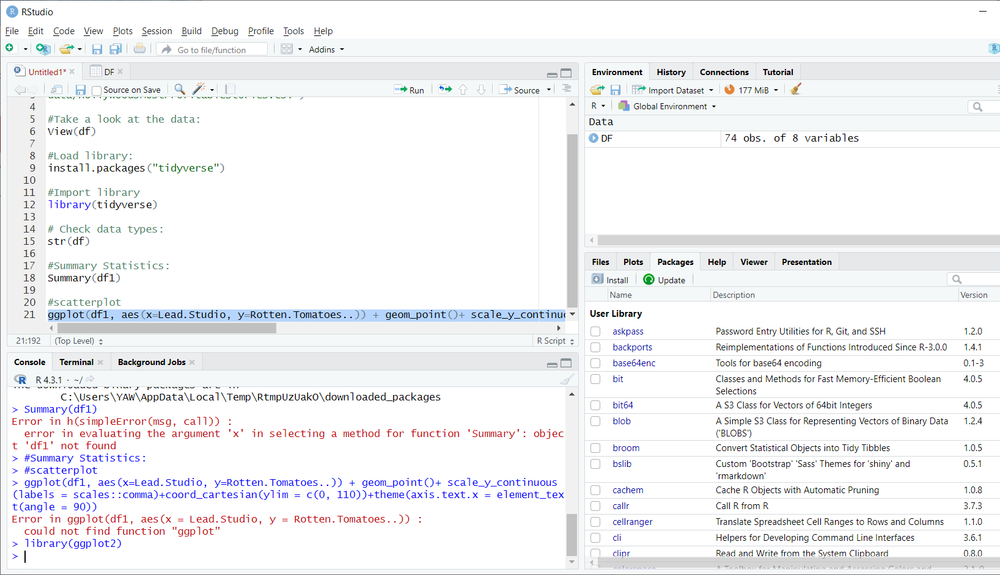 RStudio
File Edit Code View Plots Session Build Debug Profile Tools Help
Go to file/function Addins
Untitled1* DF
Source on Save Run Source
4
5 #Take a look at the data:
6 View(df)
7
8 #Load library:
9 install.packages("tidyverse")
10
11 #Import library
12 library(tidyverse)
13
14 # Check data types:
15 str(df)
16
17 #Summary Statistics:
18 Summary(df1)
19
20 #scatterplot
21 ggplot(df1, aes(x=Lead.Studio, y=Rotten.Tomatoes..)) + geom_point()+ scale_y_continuo
21:192 (Top Level) R Script
Console Terminal Background Jobs
R 4.3.1 · ~/
The downloaded binary packages are in
C:\Users\YAW\AppData\Local\Temp\RtmpUzUakO\downloaded_packages
> Summary(df1)
Error in h(simpleError(msg, call)) :
error in evaluating the argument 'x' in selecting a method for function 'Summary': objec
t 'df1' not found
> #Summary Statistics:
> #scatterplot
> ggplot(df1, aes(x=Lead.Studio, y=Rotten.Tomatoes..)) + geom_point()+ scale_y_continuous
(labels = scales::comma)+coord_cartesian(ylim = c(0, 110))+theme(axis.text.x = element_tex
t(angle = 90))
Error in ggplot(df1, aes(x = Lead.Studio, y = Rotten.Tomatoes..)) :
could not find function "ggplot"
> library(ggplot2)
>
Environment History Connections Tutorial
Import Dataset 177 MiB
R Global Environment
Data
DF 74 obs. of 8 variables
Files Plots Packages Help Viewer Presentation
Install Update
Name Description Version
User Library
askpass Password Entry Utilities for R, Git, and SSH 1.2.0
backports Reimplementations of Functions Introduced Since R-3.0.0 1.4.1
base64enc Tools for base64 encoding 0.1-3
bit Classes and Methods for Fast Memory-Efficient Boolean 4.0.5
Selections
bit64 A S3 Class for Vectors of 64bit Integers 4.0.5
blob A Simple S3 Class for Representing Vectors of Binary Data 1.2.4
('BLOBS')
broom Convert Statistical Objects into Tidy Tibbles 1.0.5
bslib Custom 'Bootstrap' 'Sass' Themes for 'shiny' and 0.5.1
'rmarkdown'
cachem Cache R Objects with Automatic Pruning 1.0.8
callr Call R from R 3.7.3
cellranger Translate Spreadsheet Cell Ranges to Rows and Columns 1.1.0
cli Helpers for Developing Command Line Interfaces 3.6.1
clipr Read and Write from the System Clipboard 0.8.0